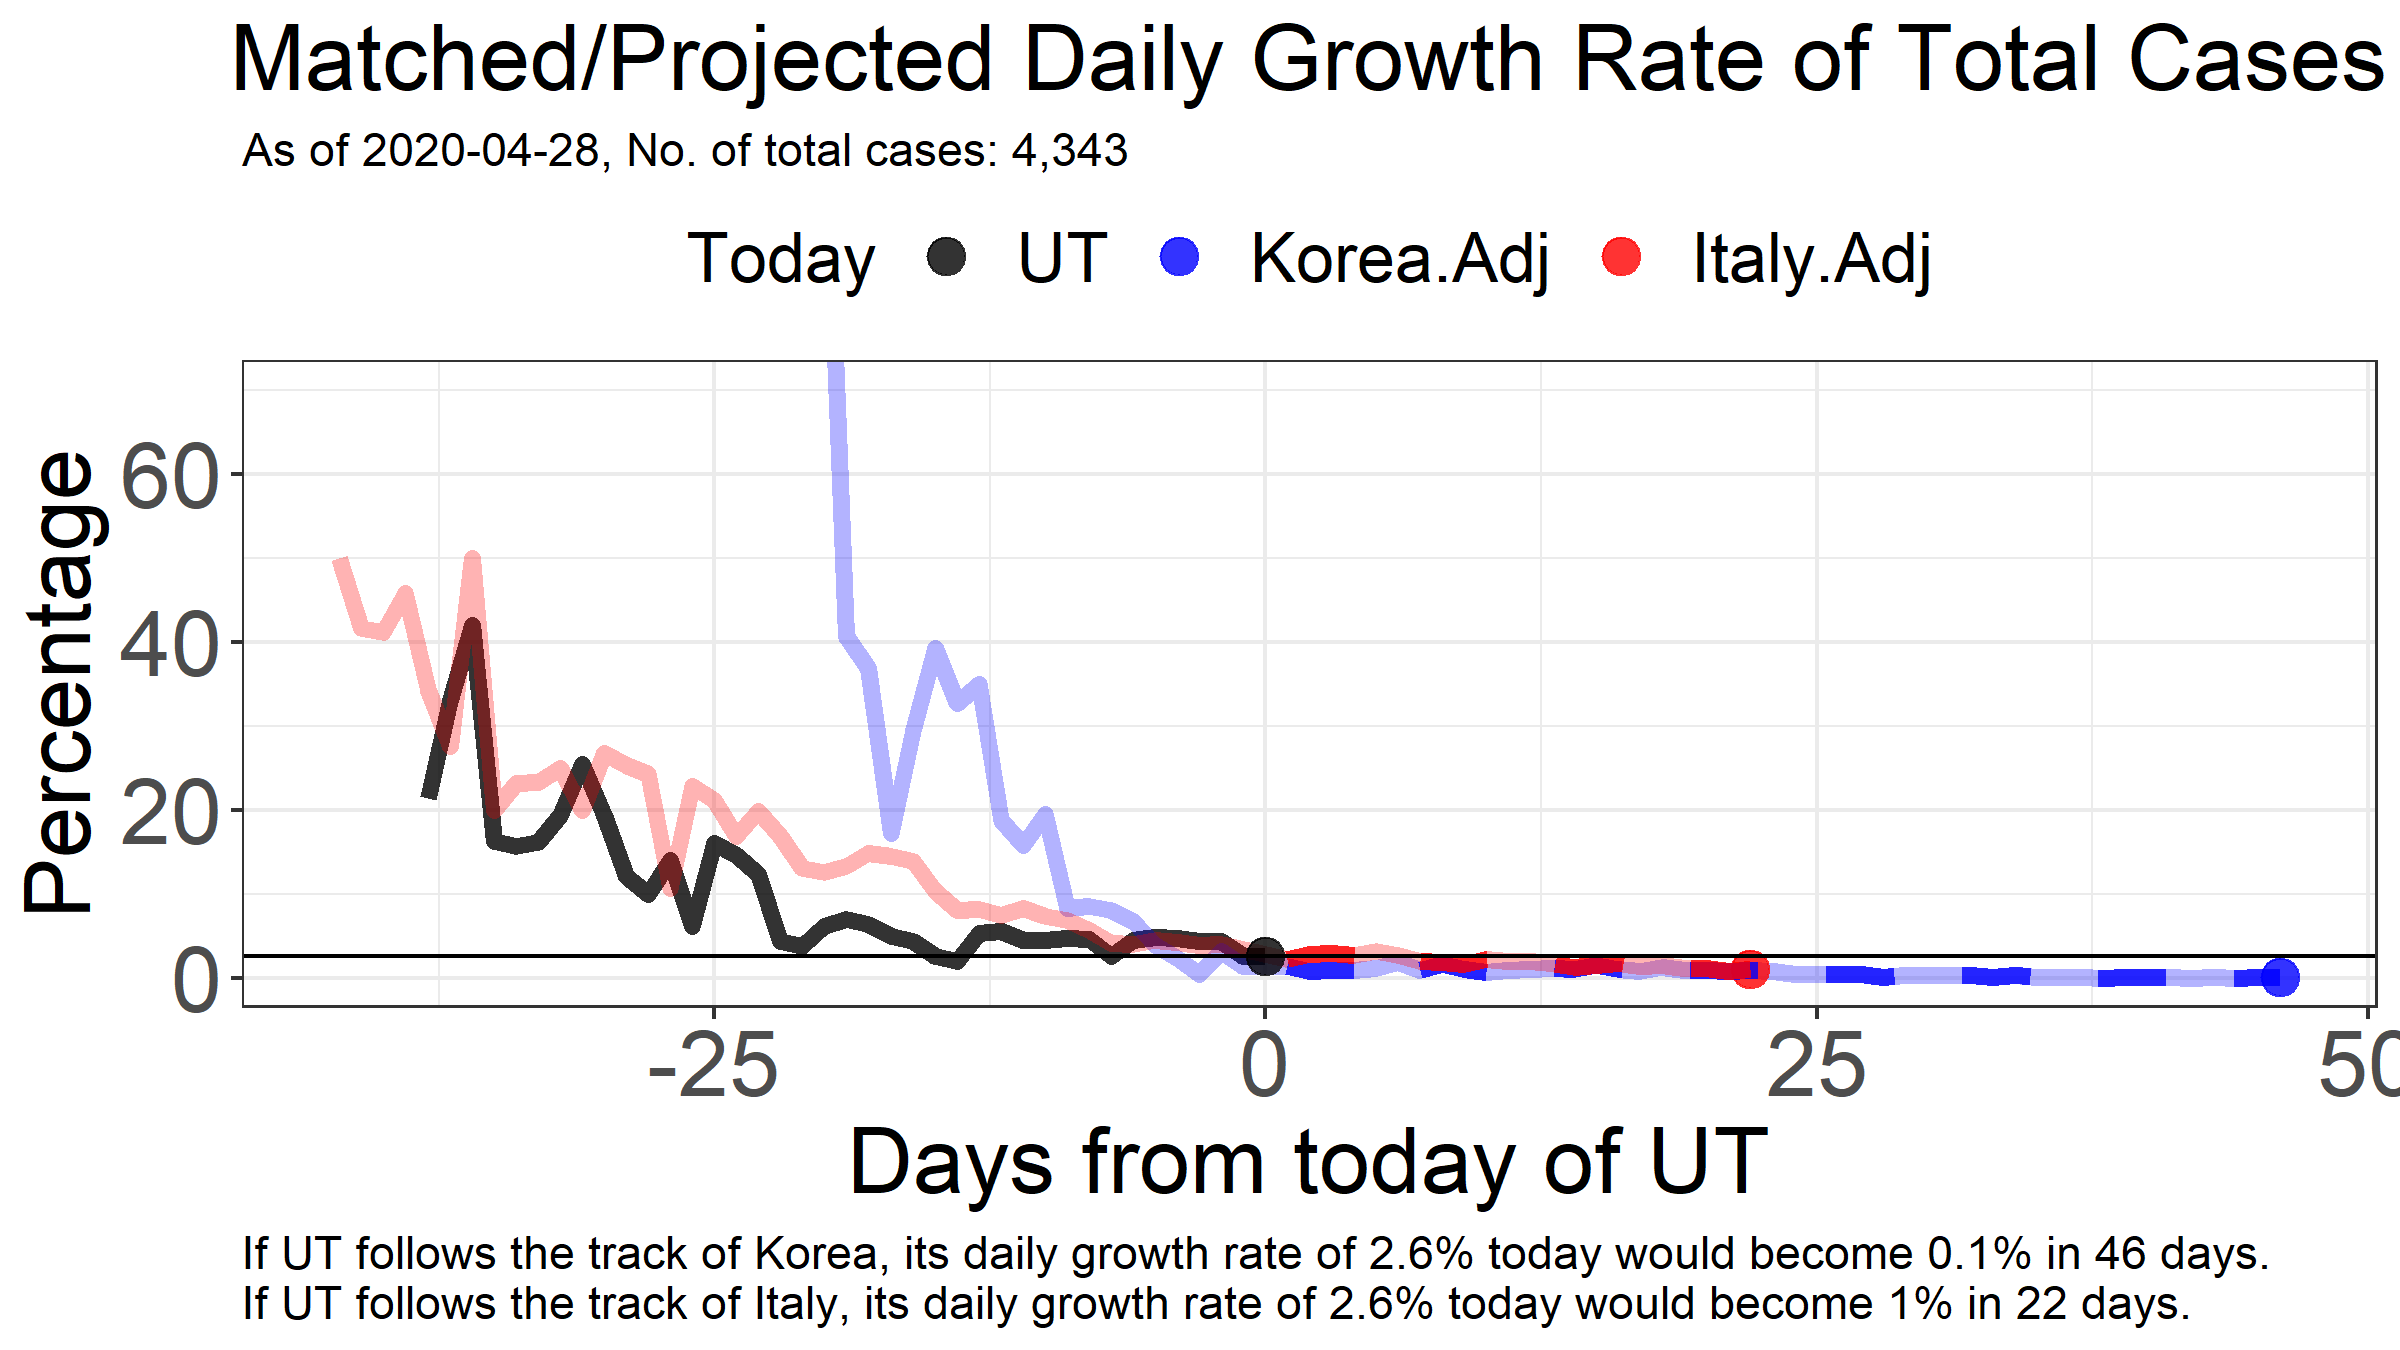 Matched/Projected Daily Growth Rate of Total Cases
As of 2020-04-28, No. of total cases: 4,343
Today UT Korea.Adj Italy.Adj
Percentage
60
40
20
0
-25 0 25 50
Days from today of UT
If UT follows the track of Korea, its daily growth rate of 2.6% today would become 0.1% in 46 days.
If UT follows the track of Italy, its daily growth rate of 2.6% today would become 1% in 22 days.